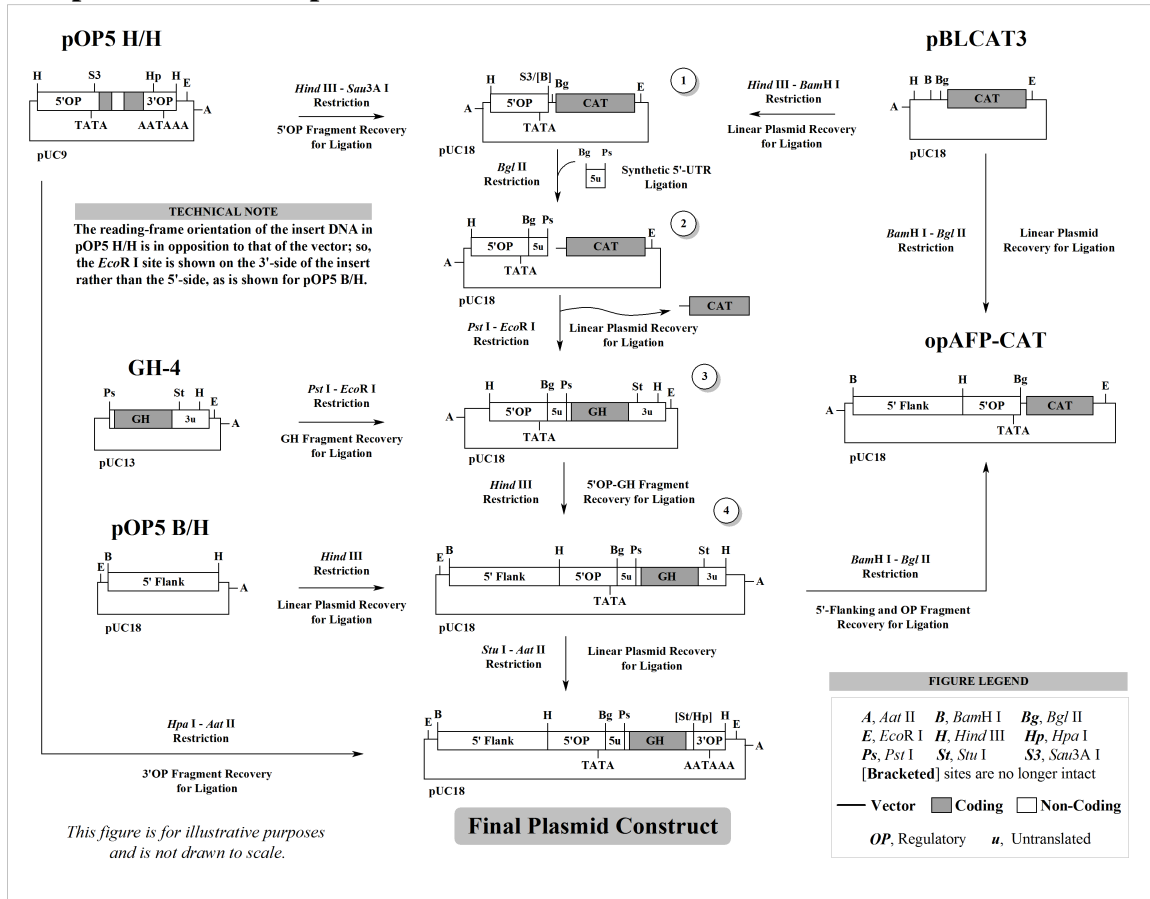 pOP5 H/H
H
S3
Hp
H
E
5'OP
3'OP
A
TATA
AATAAA
pUC9
Hind III - Sau3A I
Restriction
5'OP Fragment Recovery
for Ligation
S3/[B]
H
Bg
E
5'OP
CAT
A
TATA
pUC18
1
Hind III - BamH I
Restriction
Linear Plasmid Recovery
for Ligation
pBLCAT3
H
B
Bg
E
CAT
A
pUC18
Bgl II
Restriction
Bg
Ps
5u
Synthetic 5'-UTR
Ligation
TECHNICAL NOTE
The reading-frame orientation of the insert DNA in
pOP5 H/H is in opposition to that of the vector; so,
the EcoR I site is shown on the 3'-side of the insert
rather than the 5'-side, as is shown for pOP5 B/H.
H
Bg
Ps
E
5'OP
5u
CAT
A
TATA
pUC18
2
BamH I - Bgl II
Restriction
Linear Plasmid
Recovery for Ligation
Pst I - EcoR I
Restriction
Linear Plasmid Recovery
for Ligation
CAT
GH-4
Ps
St
H
E
GH
3u
A
pUC13
Pst I - EcoR I
Restriction
GH Fragment Recovery
for Ligation
H
Bg
Ps
St
H
E
5'OP
5u
GH
3u
A
TATA
pUC18
3
opAFP-CAT
B
H
Bg
E
5' Flank
5'OP
CAT
A
TATA
pUC18
Hind III
Restriction
5'OP-GH Fragment
Recovery for Ligation
pOP5 B/H
E
B
H
5' Flank
A
pUC18
Hind III
Restriction
Linear Plasmid Recovery
for Ligation
4
E
B
H
Bg
Ps
St
H
5' Flank
5'OP
5u
GH
3u
A
TATA
pUC18
BamH I - Bgl II
Restriction
5'-Flanking and OP Fragment
Recovery for Ligation
Stu I - Aat II
Restriction
Linear Plasmid Recovery
for Ligation
Hpa I - Aat II
Restriction
3'OP Fragment Recovery
for Ligation
E
B
H
Bg
Ps
[St/Hp]
H
E
5' Flank
5'OP
5u
GH
3'OP
A
TATA
AATAAA
pUC18
Final Plasmid Construct
This figure is for illustrative purposes
and is not drawn to scale.
FIGURE LEGEND
A, Aat II B, BamH I Bg, Bgl II
E, EcoR I H, Hind III Hp, Hpa I
Ps, Pst I St, Stu I S3, Sau3A I
[Bracketed] sites are no longer intact
Vector Coding Non-Coding
OP, Regulatory u, Untranslated